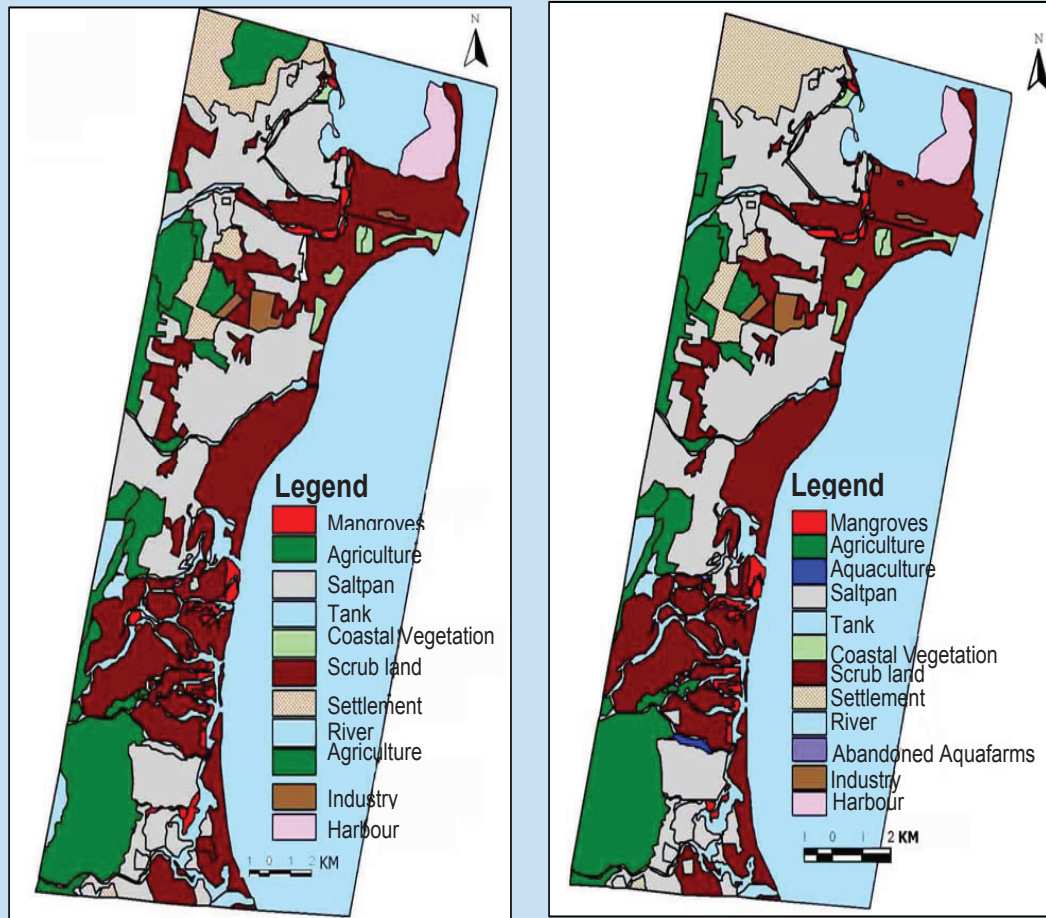 N
Legend
Mangroves
Agriculture
Saltpan
Tank
Coastal Vegetation
Scrub land
Settlement
River
Agriculture
Industry
Harbour
1 0 1 2 KM
N
Legend
Mangroves
Agriculture
Aquaculture
Saltpan
Tank
Coastal Vegetation
Scrub land
Settlement
River
Abandoned Aquafarms
Industry
Harbour
1 0 1 2 KM